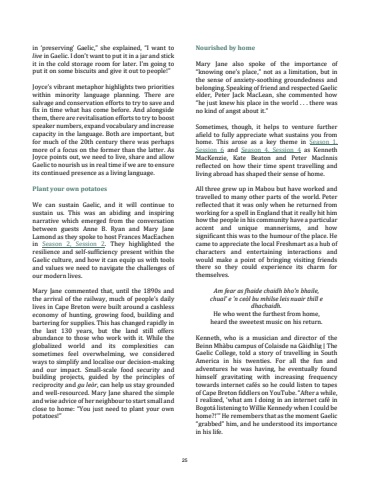 in ‘preserving’ Gaelic,” she explained, “I want to
live in Gaelic. I don’t want to put it in a jar and stick
it in the cold storage room for later. I’m going to
put it on some biscuits and give it out to people!”
Joyce’s vibrant metaphor highlights two priorities
within minority language planning. There are
salvage and conservation efforts to try to save and
fix in time what has come before. And alongside
them, there are revitalisation efforts to try to boost
speaker numbers, expand vocabulary and increase
capacity in the language. Both are important, but
for much of the 20th century there was perhaps
more of a focus on the former than the latter. As
Joyce points out, we need to live, share and allow
Gaelic to nourish us in real time if we are to ensure
its continued presence as a living language.
Plant your own potatoes
We can sustain Gaelic, and it will continue to
sustain us. This was an abiding and inspiring
narrative which emerged from the conversation
between guests Anne B. Ryan and Mary Jane
Lamond as they spoke to host Frances MacEachen
in Season 2, Session 2. They highlighted the
resilience and self-sufficiency present within the
Gaelic culture, and how it can equip us with tools
and values we need to navigate the challenges of
our modern lives.
Mary Jane commented that, until the 1890s and
the arrival of the railway, much of people’s daily
lives in Cape Breton were built around a cashless
economy of hunting, growing food, building and
bartering for supplies. This has changed rapidly in
the last 130 years, but the land still offers
abundance to those who work with it. While the
globalized world and its complexities can
sometimes feel overwhelming, we considered
ways to simplify and localise our decision-making
and our impact. Small-scale food security and
building projects, guided by the principles of
reciprocity and gu leòr, can help us stay grounded
and well-resourced. Mary Jane shared the simple
and wise advice of her neighbour to start small and
close to home: “You just need to plant your own
potatoes!”
Nourished by home
Mary Jane also spoke of the importance of
“knowing one’s place,” not as a limitation, but in
the sense of anxiety-soothing groundedness and
belonging. Speaking of friend and respected Gaelic
elder, Peter Jack MacLean, she commented how
“he just knew his place in the world . . . there was
no kind of angst about it.”
Sometimes, though, it helps to venture further
afield to fully appreciate what sustains you from
home. This arose as a key theme in Season 1,
Session 6 and Season 4, Session 4 as Kenneth
MacKenzie, Kate Beaton and Peter MacInnis
reflected on how their time spent travelling and
living abroad has shaped their sense of home.
All three grew up in Mabou but have worked and
travelled to many other parts of the world. Peter
reflected that it was only when he returned from
working for a spell in England that it really hit him
how the people in his community have a particular
accent and unique mannerisms, and how
significant this was to the humour of the place. He
came to appreciate the local Freshmart as a hub of
characters and entertaining interactions and
would make a point of bringing visiting friends
there so they could experience its charm for
themselves.
Am fear as fhaide chaidh bho’n bhaile,
chual’ e ’n ceòl bu mhilse leis nuair thill e
dhachaidh.
He who went the farthest from home,
heard the sweetest music on his return.
Kenneth, who is a musician and director of the
Beinn Mhàbu campus of Colaisde na Gàidhlig | The
Gaelic College, told a story of travelling in South
America in his twenties. For all the fun and
adventures he was having, he eventually found
himself gravitating with increasing frequency
towards internet cafés so he could listen to tapes
of Cape Breton fiddlers on YouTube. “After a while,
I realized, ‘what am I doing in an internet café in
Bogotá listening to Willie Kennedy when I could be
home?!’” He remembers that as the moment Gaelic
“grabbed” him, and he understood its importance
in his life.
25